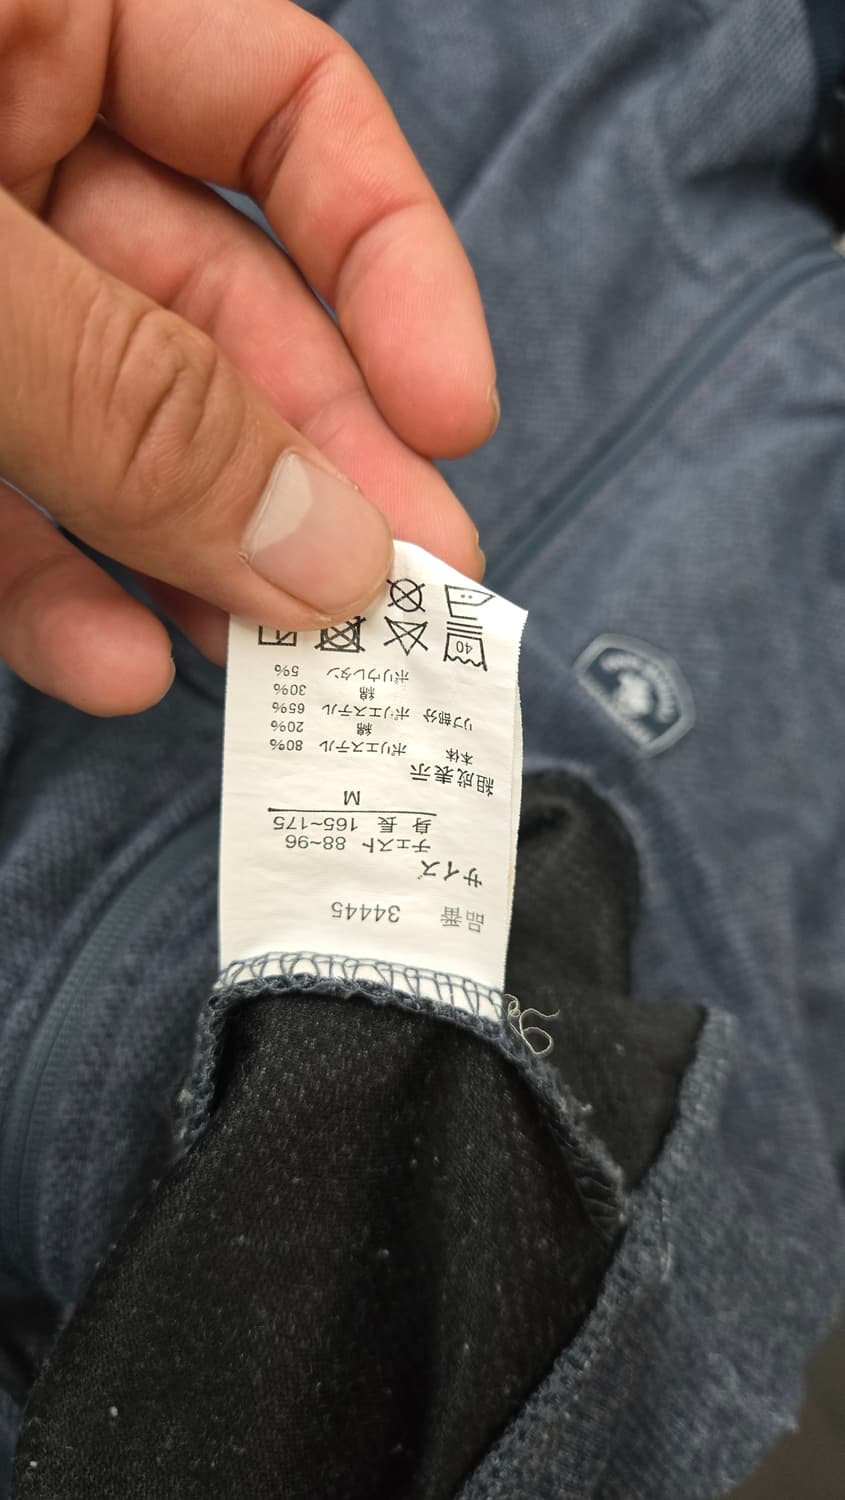 品番 34445
サイズ
チェスト 88~96
身長 165~175
M
組成表示
本体 ポリエステル 80%
綿 20%
リブ部分 ポリエステル 65%
綿 30%
ポリウレタン 5%
40